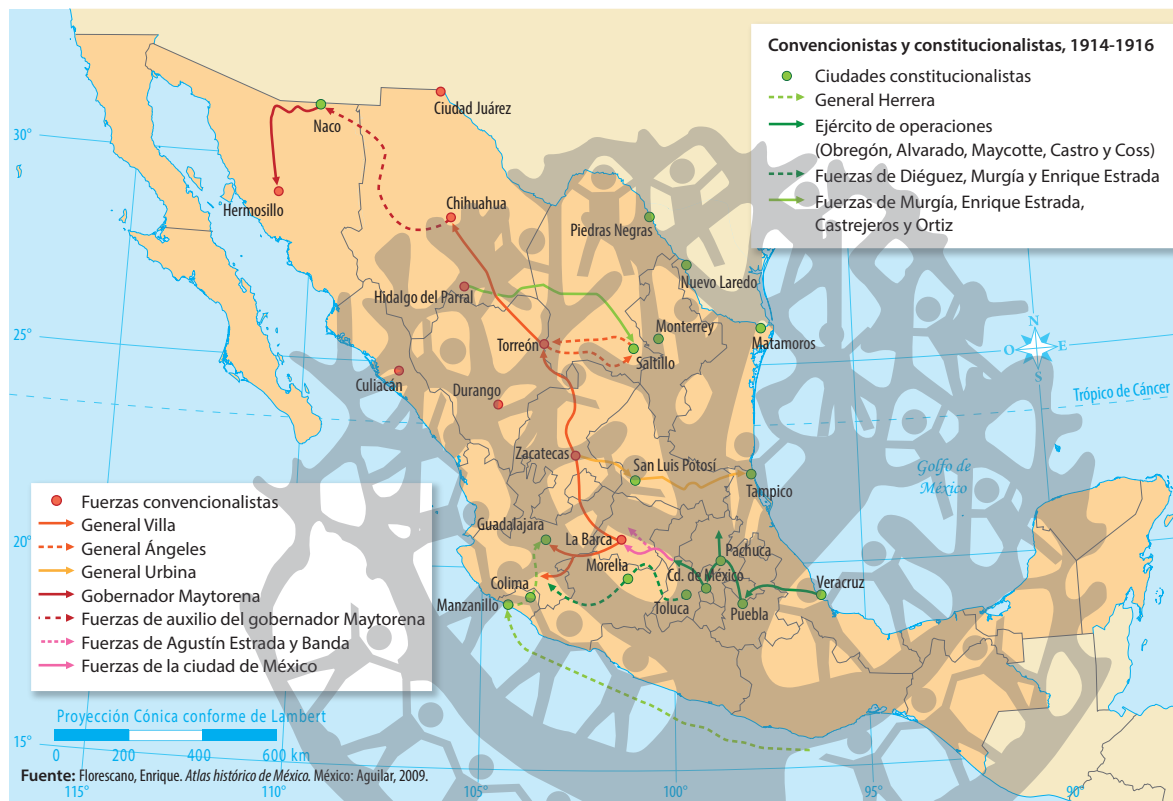 Convencionistas y constitucionalistas, 1914-1916
Ciudades constitucionalistas
General Herrera
Ejército de operaciones
(Obregón, Alvarado, Maycotte, Castro y Coss)
Fuerzas de Diéguez, Murgía y Enrique Estrada
Fuerzas de Murgía, Enrique Estrada,
Castrejeros y Ortiz
Ciudad Juárez
Naco
30°
Hermosillo
Chihuahua
Piedras Negras
Nuevo Laredo
Hidalgo del Parral
Monterrey
25°
Torreón
Saltillo
Matamoros
N
O
E
S
Culiacán
Durango
Trópico de Cáncer
Zacatecas
San Luis Potosí
Tampico
Golfo de
México
Fuerzas convencionalistas
General Villa
General Ángeles
General Urbina
Gobernador Maytorena
Fuerzas de auxilio del gobernador Maytorena
Fuerzas de Agustín Estrada y Banda
Fuerzas de la ciudad de México
20°
Guadalajara
La Barca
Morelia
Pachuca
Cd. de México
Colima
Manzanillo
Toluca
Puebla
Veracruz
Proyección Cónica conforme de Lambert
0 200 400 600 km
15°
Fuente: Florescano, Enrique. Atlas histórico de México. México: Aguilar, 2009.
115° 110° 105° 100° 95° 90°